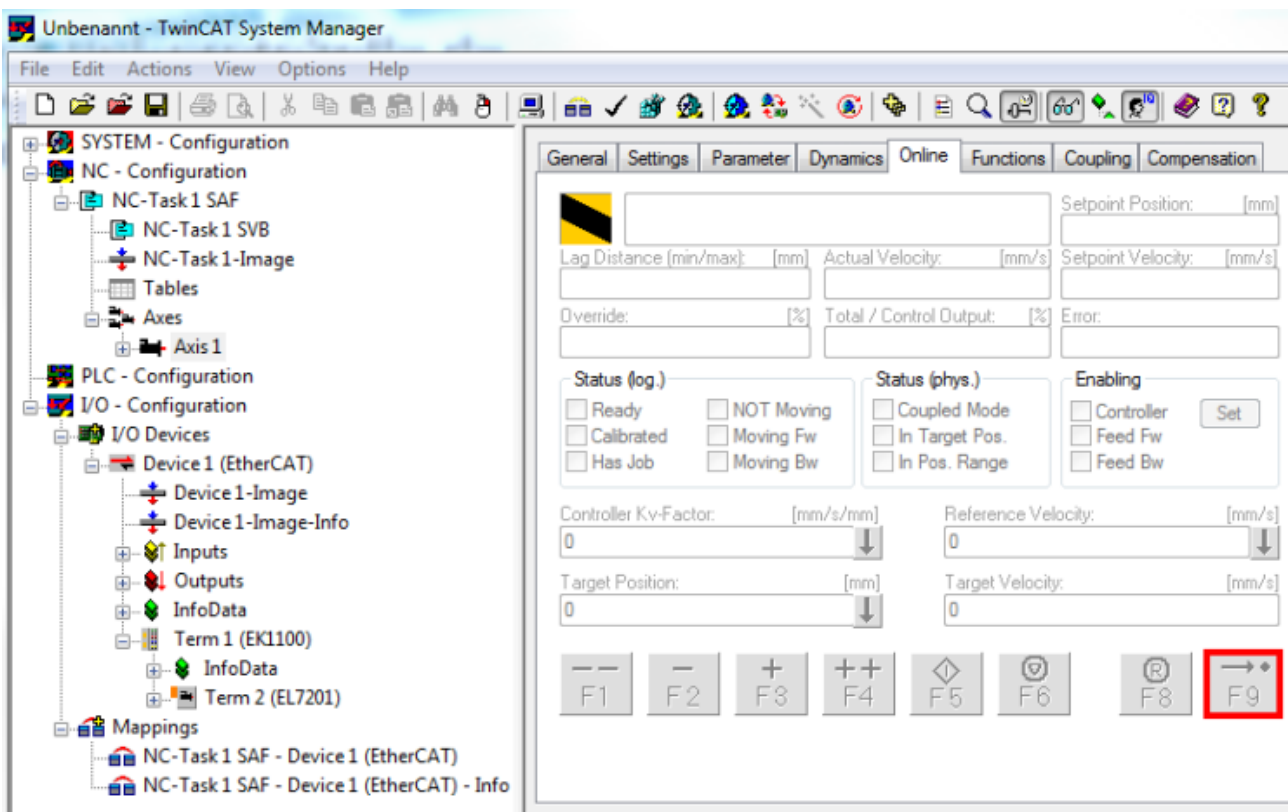 Unbenannt - TwinCAT System Manager
File Edit Actions View Options Help
SYSTEM - Configuration
NC - Configuration
NC-Task 1 SAF
NC-Task 1 SVB
NC-Task 1-Image
Tables
Axes
Axis 1
PLC - Configuration
I/O - Configuration
I/O Devices
Device 1 (EtherCAT)
Device 1-Image
Device 1-Image-Info
Inputs
Outputs
InfoData
Term 1 (EK1100)
InfoData
Term 2 (EL7201)
Mappings
NC-Task 1 SAF - Device 1 (EtherCAT)
NC-Task 1 SAF - Device 1 (EtherCAT) - Info
General Settings Parameter Dynamics Online Functions Coupling Compensation
Setpoint Position: [mm]
Lag Distance (min/max): [mm] Actual Velocity: [mm/s] Setpoint Velocity: [mm/s]
Override: [%] Total / Control Output: [%] Error:
Status (log.) Status (phys.) Enabling
Ready NOT Moving Coupled Mode Controller Set
Calibrated Moving Fw In Target Pos. Feed Fw
Has Job Moving Bw In Pos. Range Feed Bw
Controller Kv-Factor: [mm/s/mm] Reference Velocity: [mm/s]
0 0
Target Position: [mm] Target Velocity: [mm/s]
0 0
-- - + ++ R
F1 F2 F3 F4 F5 F6 F8 F9